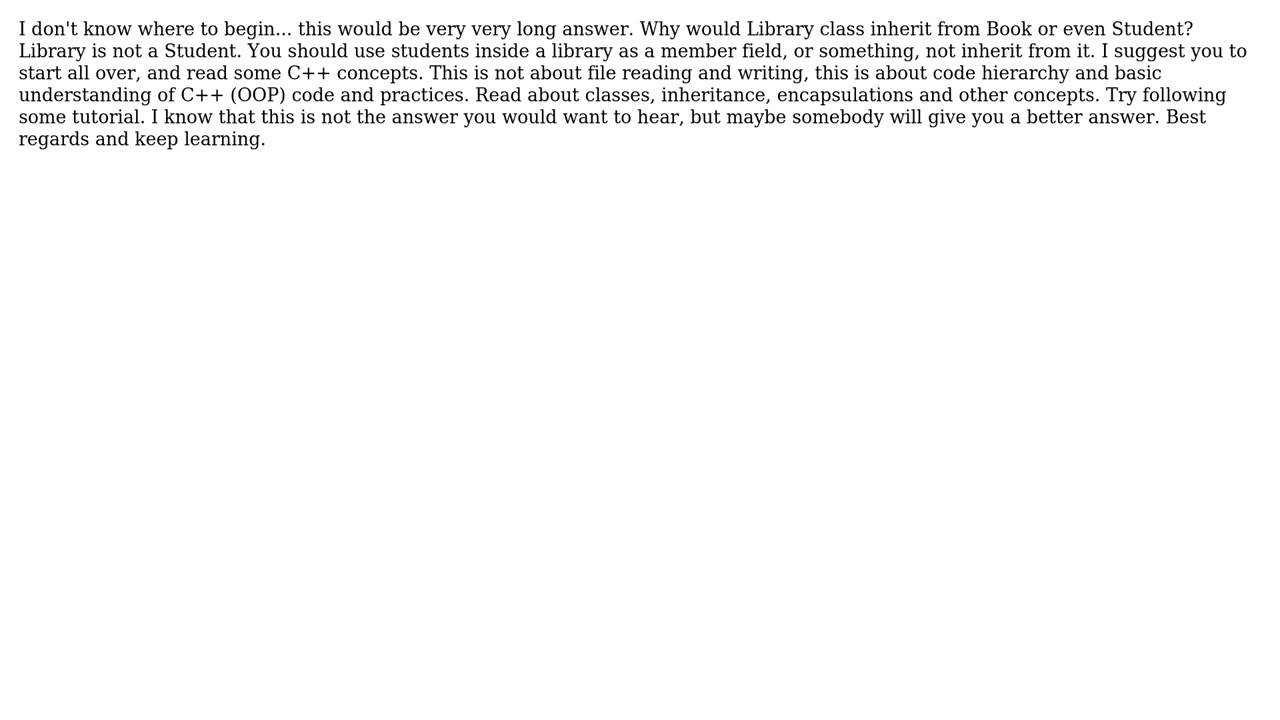 I don't know where to begin... this would be very very long answer. Why would Library class inherit from Book or even Student?
Library is not a Student. You should use students inside a library as a member field, or something, not inherit from it. I suggest you to
start all over, and read some C++ concepts. This is not about file reading and writing, this is about code hierarchy and basic
understanding of C++ (OOP) code and practices. Read about classes, inheritance, encapsulations and other concepts. Try following
some tutorial. I know that this is not the answer you would want to hear, but maybe somebody will give you a better answer. Best
regards and keep learning.